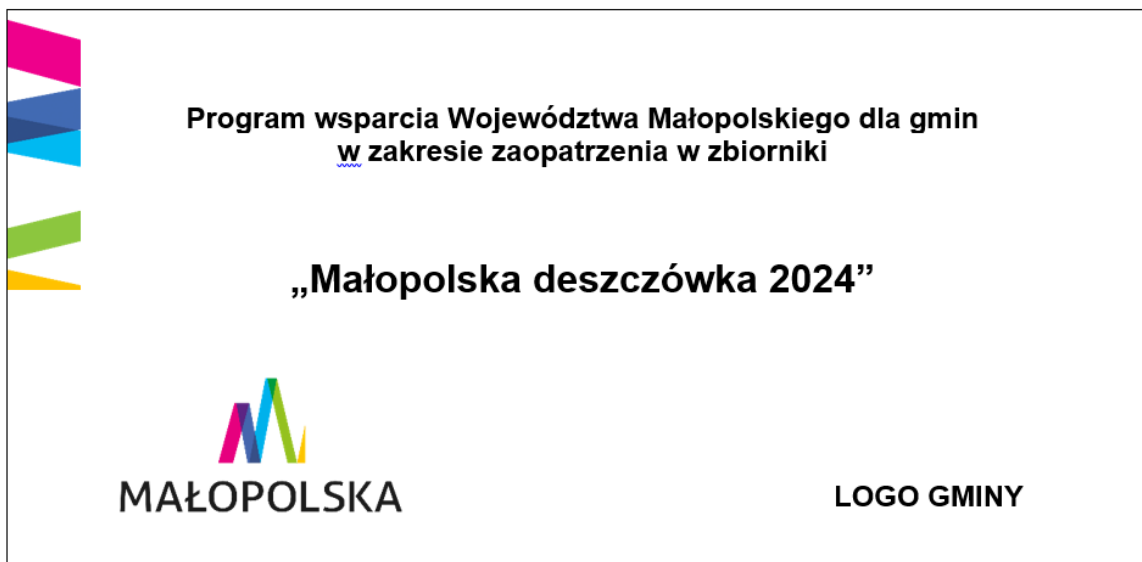 Program wsparcia Województwa Małopolskiego dla gmin
w zakresie zaopatrzenia w zbiorniki
„Małopolska deszczówka 2024”
MAŁOPOLSKA
LOGO GMINY